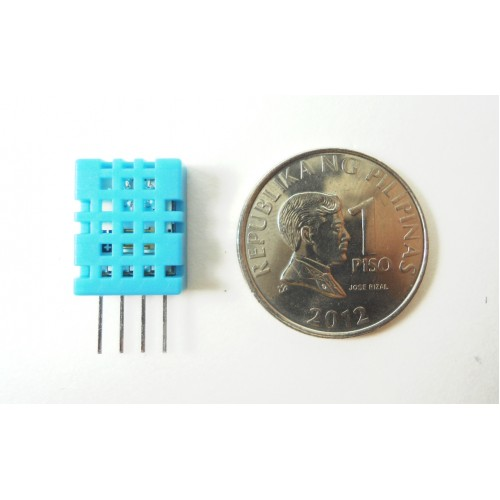 REPUBLIKA NG PILIPINAS
1
PISO
JOSE RIZAL
2012